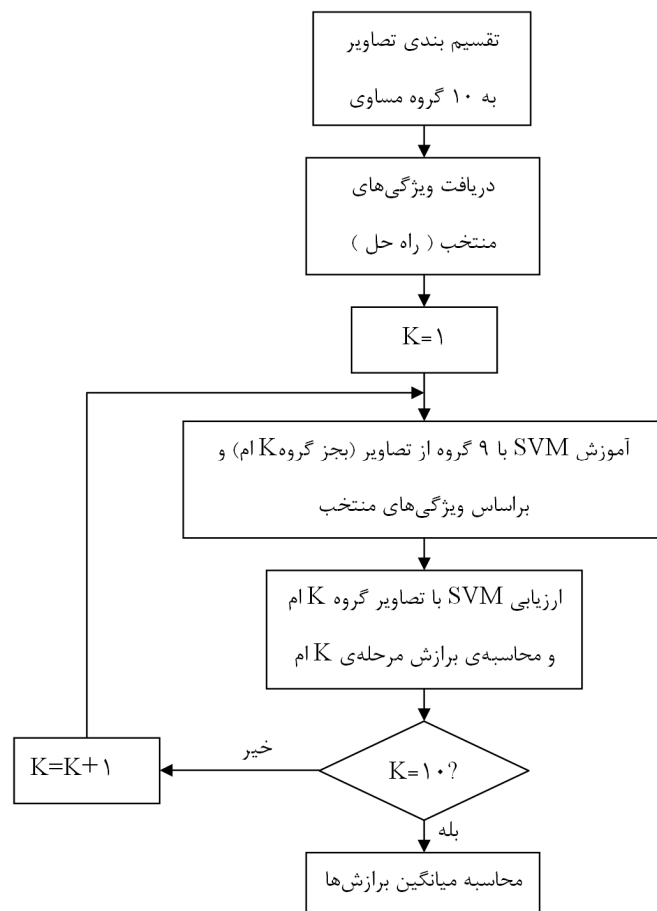 تقسیم بندی تصاویر
به ۱۰ گروه مساوی
دریافت ویژگی‌های
منتخب ( راه حل )
K=۱
آموزش SVM با ۹ گروه از تصاویر (بجز گروه K ام) و
براساس ویژگی‌های منتخب
ارزیابی SVM با تصاویر گروه K ام
و محاسبه‌ی برازش مرحله‌ی K ام
K=۱۰?
خیر
K=K+۱
بله
محاسبه میانگین برازش‌ها